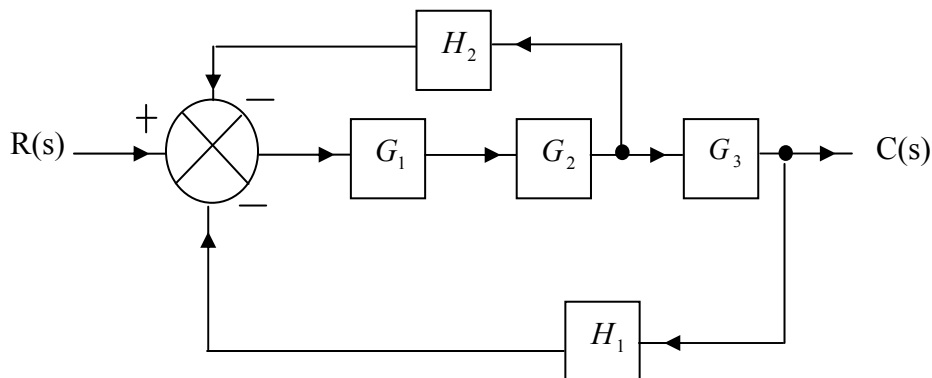 H₂
+
−
R(s)
G₁
G₂
G₃
C(s)
−
H₁